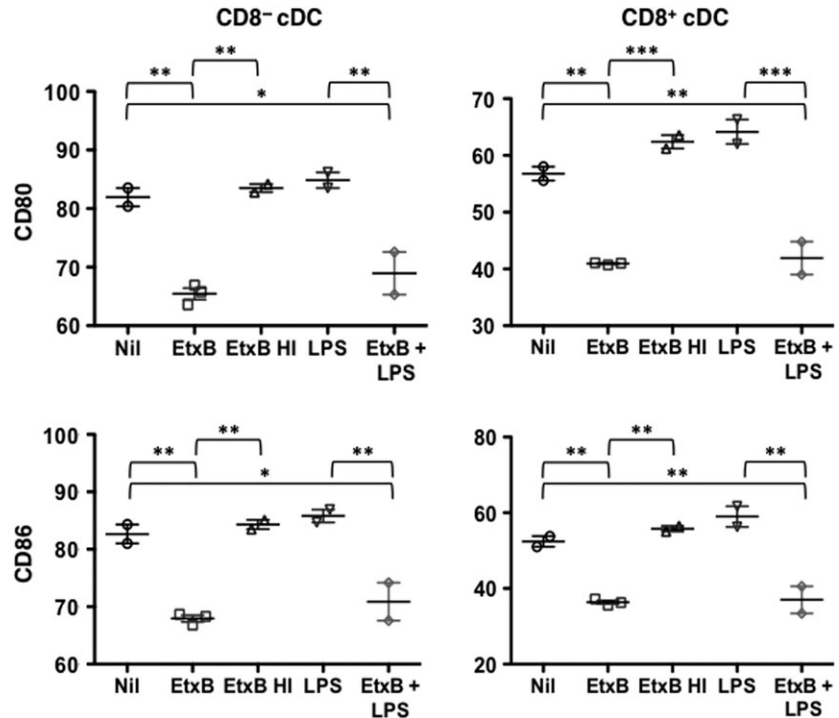 CD8– cDC
CD8+ cDC
CD80
100
90
80
70
60
** ** ** *
Nil EtxB EtxB HI LPS EtxB + LPS
70
60
50
40
30
** *** *** **
Nil EtxB EtxB HI LPS EtxB + LPS
CD86
100
90
80
70
60
** ** ** *
Nil EtxB EtxB HI LPS EtxB + LPS
80
60
40
20
** ** ** **
Nil EtxB EtxB HI LPS EtxB + LPS